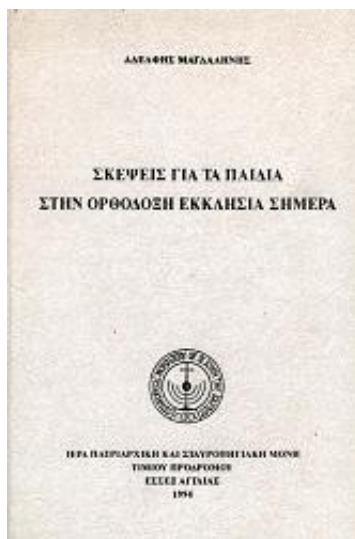 ΑΔΕΛΦΗΣ ΜΑΓΔΑΛΗΝΗΣ
ΣΚΕΨΕΙΣ ΓΙΑ ΤΑ ΠΑΙΔΙΑ
ΣΤΗΝ ΟΡΘΟΔΟΞΗ ΕΚΚΛΗΣΙΑ ΣΗΜΕΡΑ
ΙΕΡΑ ΠΑΤΡΙΑΡΧΙΚΗ ΚΑΙ ΣΤΑΥΡΟΠΗΓΙΑΚΗ ΜΟΝΗ
ΤΙΜΙΟΥ ΠΡΟΔΡΟΜΟΥ
ΕΣΣΕΞ ΑΓΓΛΙΑΣ
1994